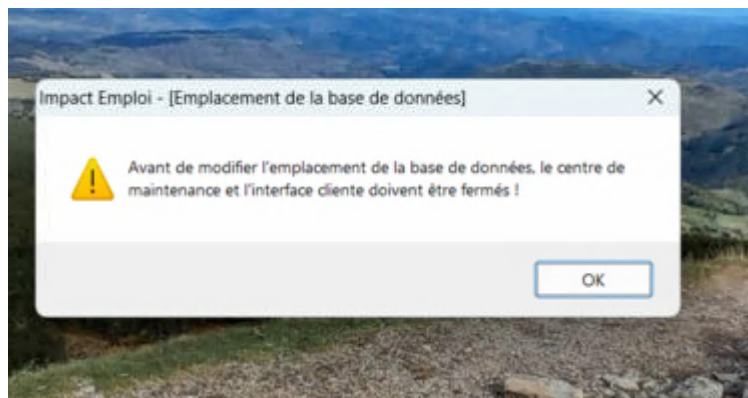 Impact Emploi - [Emplacement de la base de données]
Avant de modifier l'emplacement de la base de données, le centre de
maintenance et l'interface cliente doivent être fermés !
OK